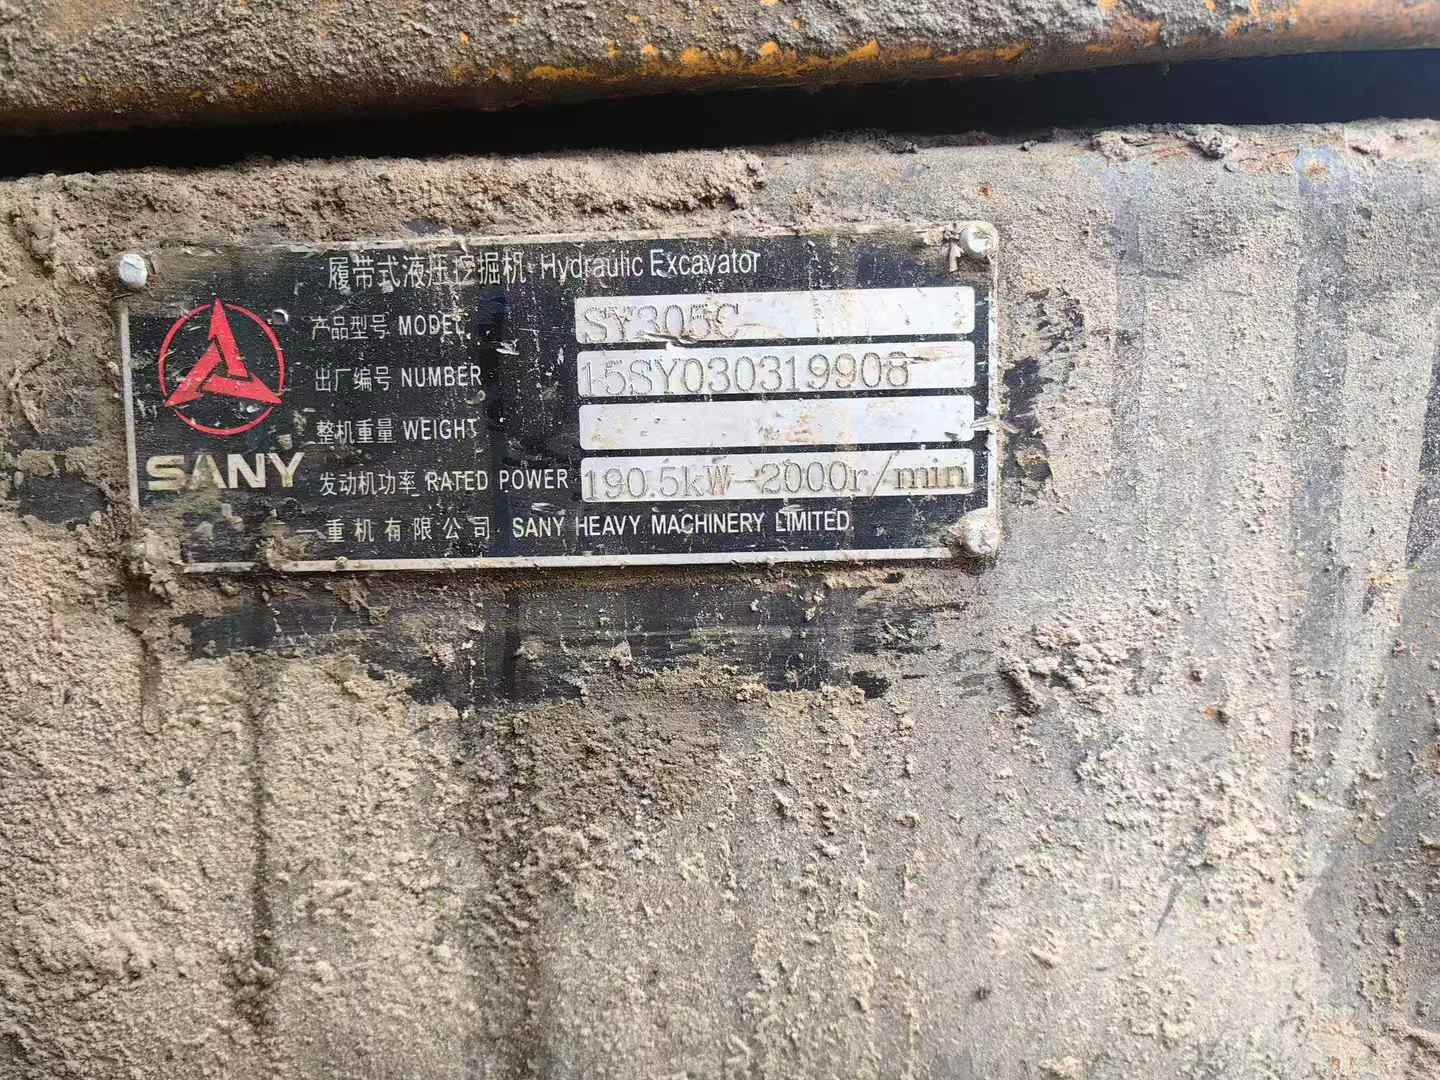 履带式液压挖掘机 Hydraulic Excavator
产品型号 MODEL SY305C
出厂编号 NUMBER 15SY030319908
整机重量 WEIGHT
发动机功率 RATED POWER 190.5kW-2000r/min
SANY
一重机有限公司 SANY HEAVY MACHINERY LIMITED.